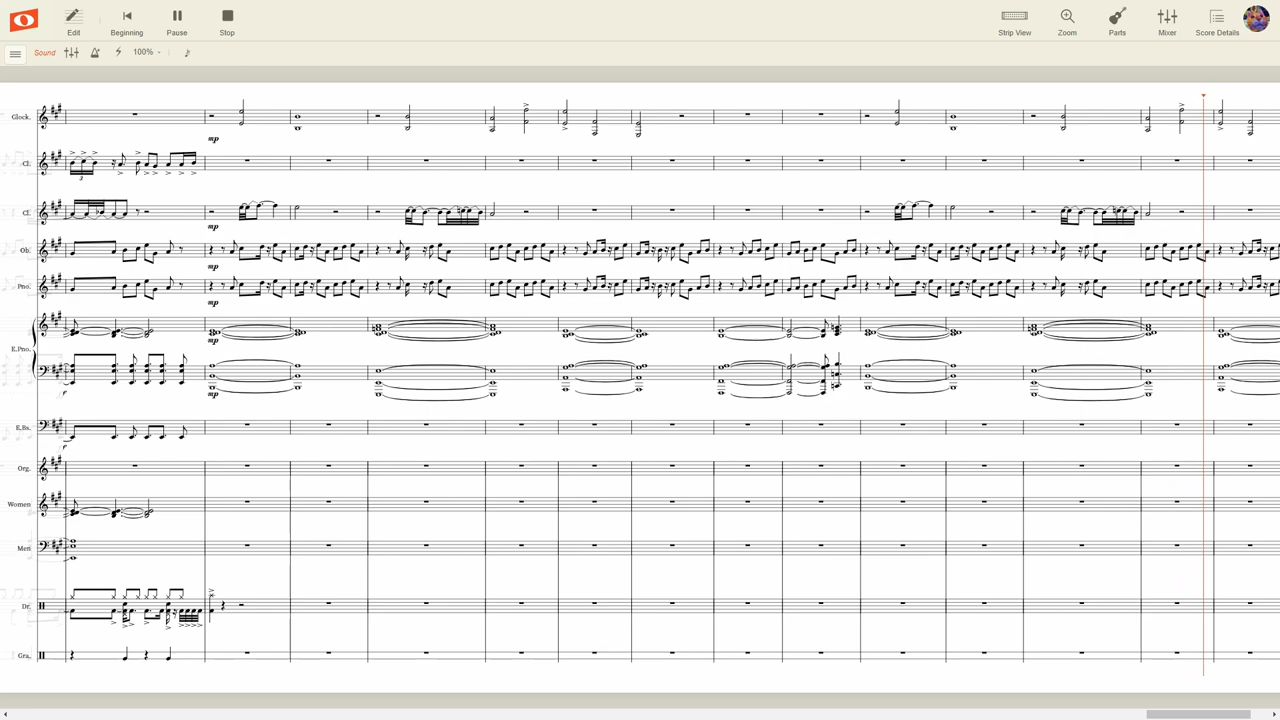 Edit Beginning Pause Stop Strip View Zoom Parts Mixer Score Details
Sound 100%
Glock.
mp
Cl.
3
Cl.
mp
Ob.
mp
Pno.
mp
E.Pno.
mp
mp
E.Bs.
Org.
Women
Men
Dr.
Gra.